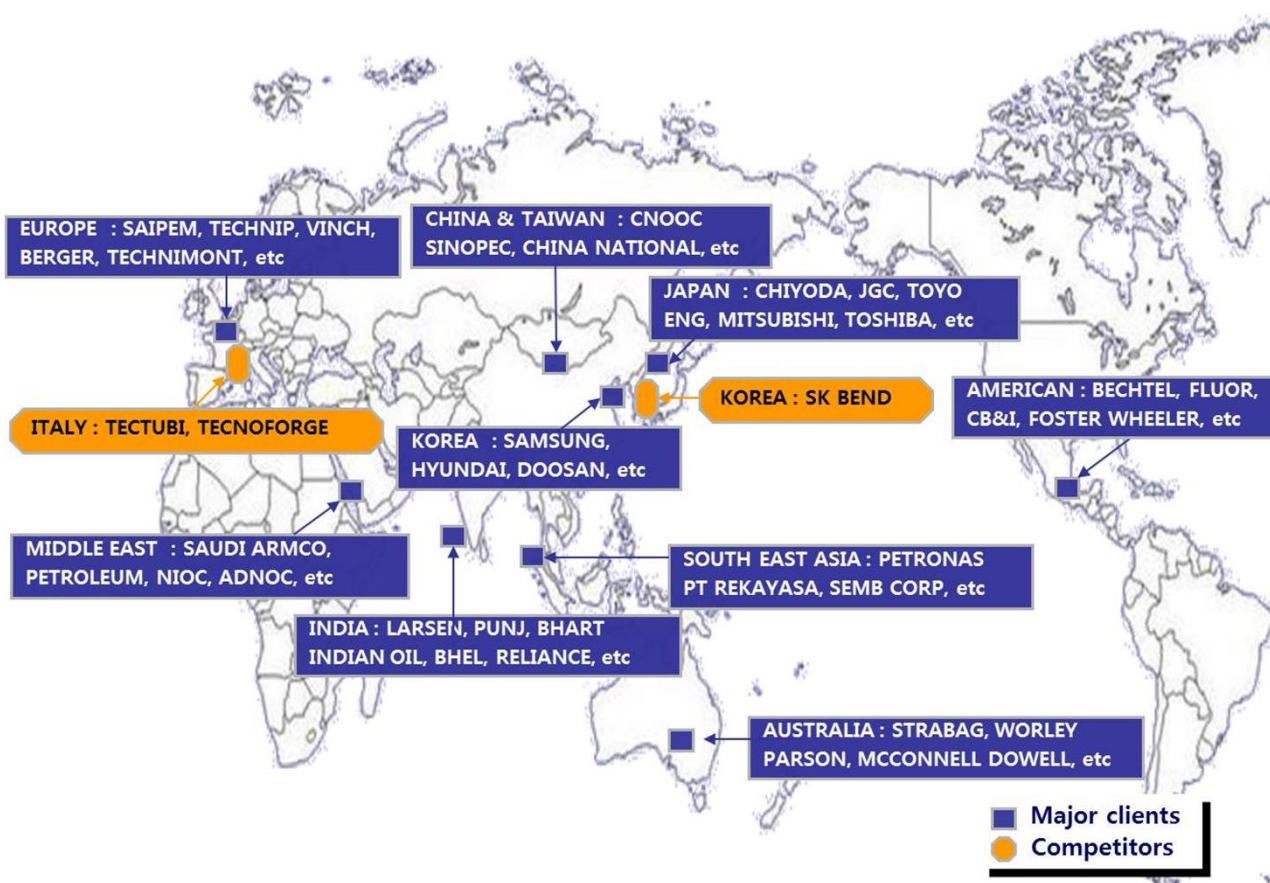 EUROPE : SAIPEM, TECHNIP, VINCH,
BERGER, TECHNIMONT, etc
CHINA & TAIWAN : CNOOC
SINOPEC, CHINA NATIONAL, etc
JAPAN : CHIYODA, JGC, TOYO
ENG, MITSUBISHI, TOSHIBA, etc
ITALY : TECTUBI, TECNOFORGE
KOREA : SK BEND
AMERICAN : BECHTEL, FLUOR,
CB&I, FOSTER WHEELER, etc
KOREA : SAMSUNG,
HYUNDAI, DOOSAN, etc
MIDDLE EAST : SAUDI ARMCO,
PETROLEUM, NIOC, ADNOC, etc
SOUTH EAST ASIA : PETRONAS
PT REKAYASA, SEMB CORP, etc
INDIA : LARSEN, PUNJ, BHART
INDIAN OIL, BHEL, RELIANCE, etc
AUSTRALIA : STRABAG, WORLEY
PARSON, MCCONNELL DOWELL, etc
Major clients
Competitors